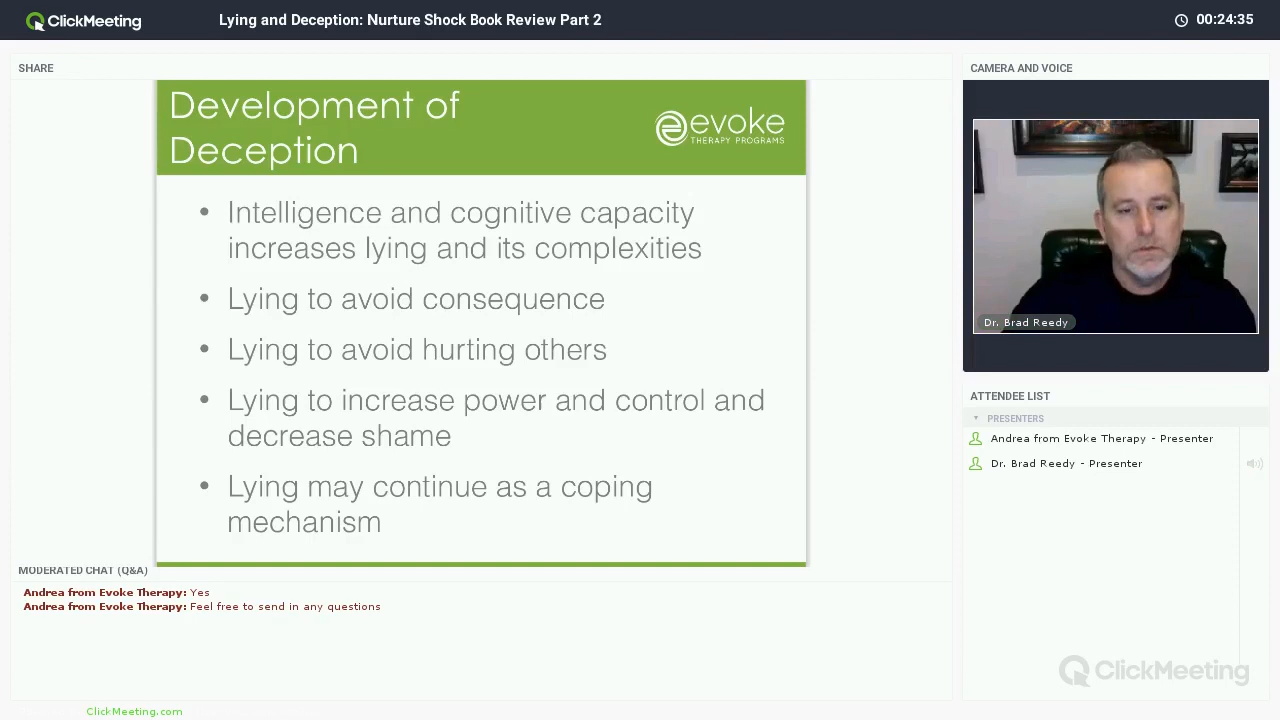 ClickMeeting
Lying and Deception: Nurture Shock Book Review Part 2
00:24:35
SHARE
Development of
Deception
evoke
THERAPY PROGRAMS
• Intelligence and cognitive capacity
increases lying and its complexities
• Lying to avoid consequence
• Lying to avoid hurting others
• Lying to increase power and control and
decrease shame
• Lying may continue as a coping
mechanism
CAMERA AND VOICE
Dr. Brad Reedy
ATTENDEE LIST
PRESENTERS
Andrea from Evoke Therapy - Presenter
Dr. Brad Reedy - Presenter
MODERATED CHAT (Q&A)
Andrea from Evoke Therapy: Yes
Andrea from Evoke Therapy: Feel free to send in any questions
ClickMeeting
ClickMeeting.com